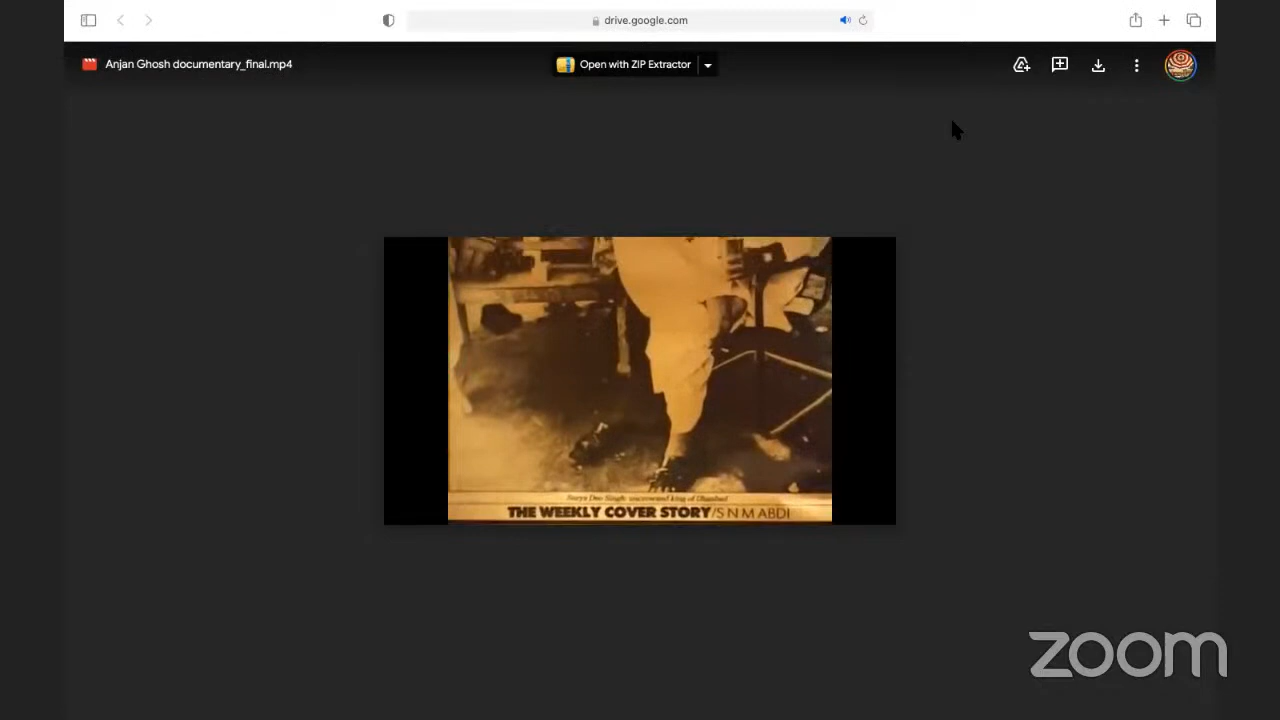 drive.google.com
Anjan Ghosh documentary_final.mp4
Open with ZIP Extractor
Surya Deo Singh: uncrowned king of Dhanbad
THE WEEKLY COVER STORY/S N M ABDI
zoom